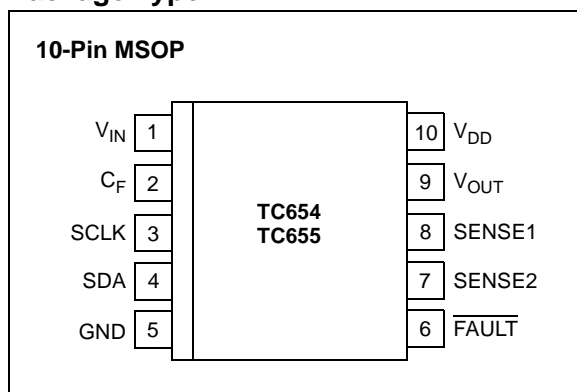 10-Pin MSOP
VIN 1
CF 2
SCLK 3
SDA 4
GND 5
TC654
TC655
10 VDD
9 VOUT
8 SENSE1
7 SENSE2
6 FAULT